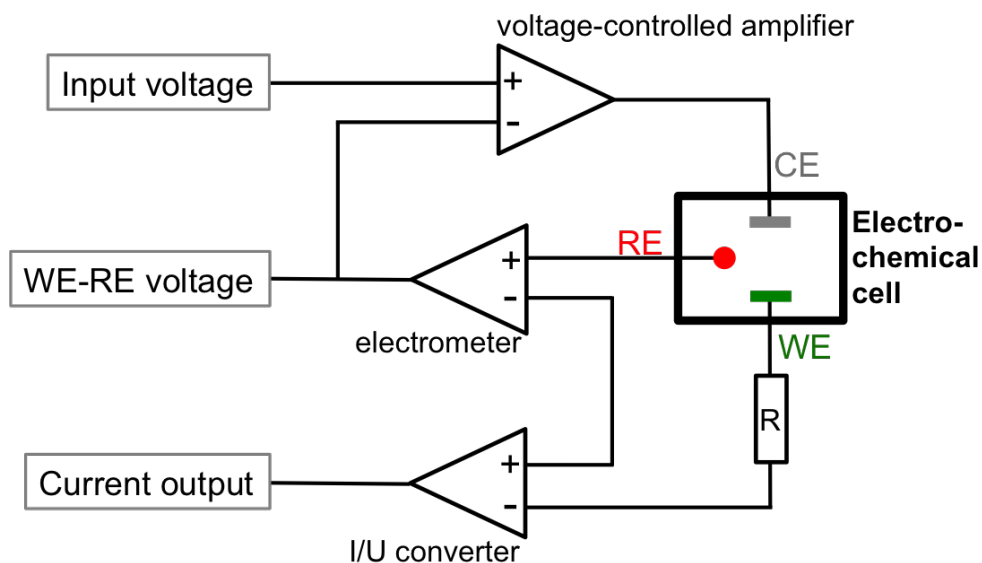 voltage-controlled amplifier
Input voltage
+
-
CE
Electro-
chemical
cell
RE
+
WE-RE voltage
-
electrometer
WE
R
+
Current output
-
I/U converter